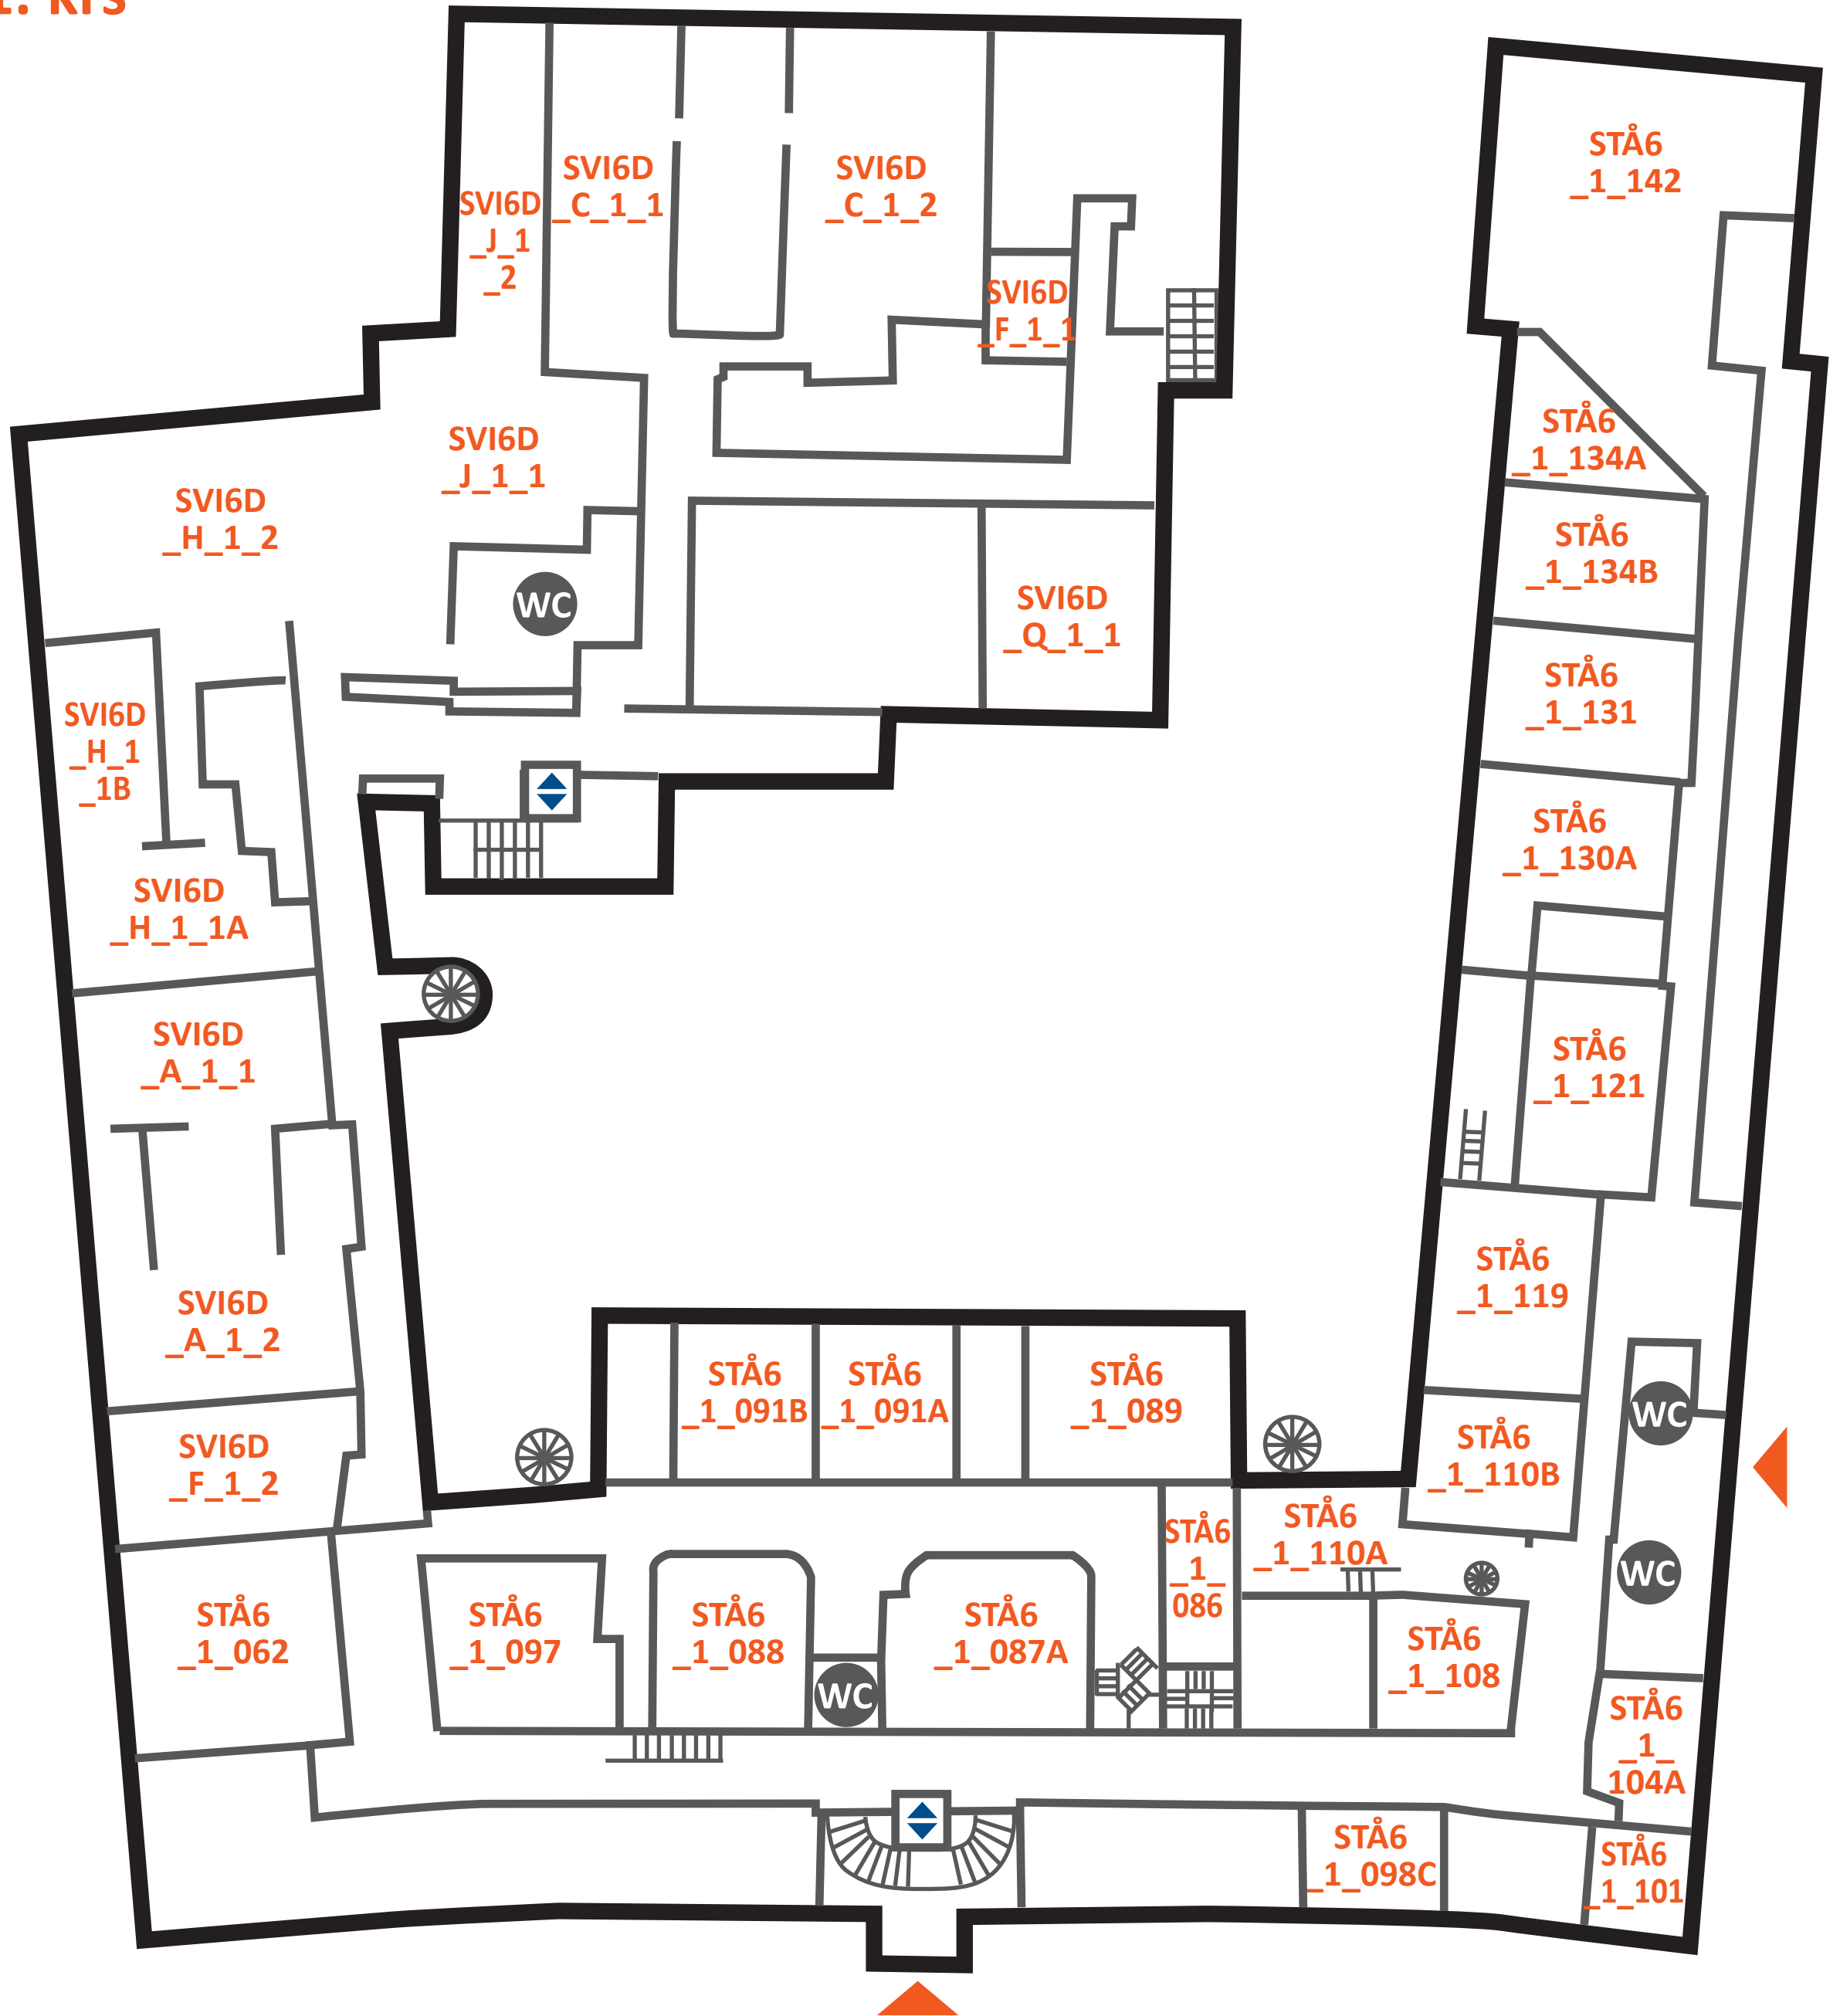 1. krs
SVI6D
_J_1
_2
SVI6D
_C_1_1
SVI6D
_C_1_2
SVI6D
_F_1_1
STÅ6
_1_142
SVI6D
_J_1_1
SVI6D
_H_1_2
WC
SVI6D
_Q_1_1
STÅ6
_1_134A
STÅ6
_1_134B
STÅ6
_1_131
STÅ6
_1_130A
STÅ6
_1_121
SVI6D
_H_1
_1B
SVI6D
_H_1_1A
SVI6D
_A_1_1
SVI6D
_A_1_2
SVI6D
_F_1_2
STÅ6
_1_119
STÅ6
_1_091B
STÅ6
_1_091A
STÅ6
_1_089
WC
STÅ6
_1_110B
STÅ6
_1_
086
STÅ6
_1_110A
WC
STÅ6
_1_062
STÅ6
_1_097
STÅ6
_1_088
WC
STÅ6
_1_087A
STÅ6
_1_108
STÅ6
_1_
104A
STÅ6
_1_098C
STÅ6
_1_101